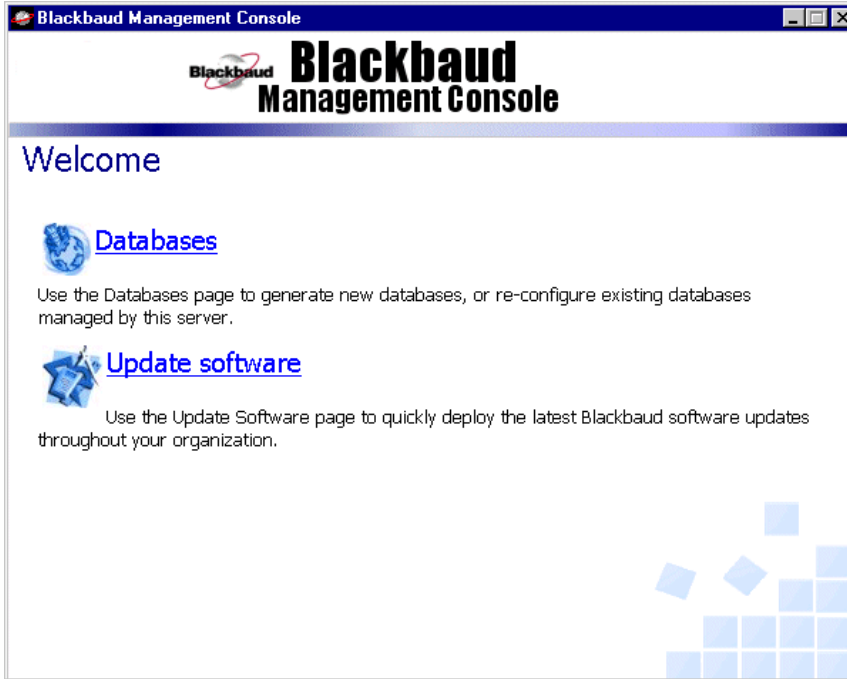 Blackbaud Management Console
Blackbaud
Blackbaud
Management Console
Welcome
Databases
Use the Databases page to generate new databases, or re-configure existing databases
managed by this server.
Update software
Use the Update Software page to quickly deploy the latest Blackbaud software updates
throughout your organization.